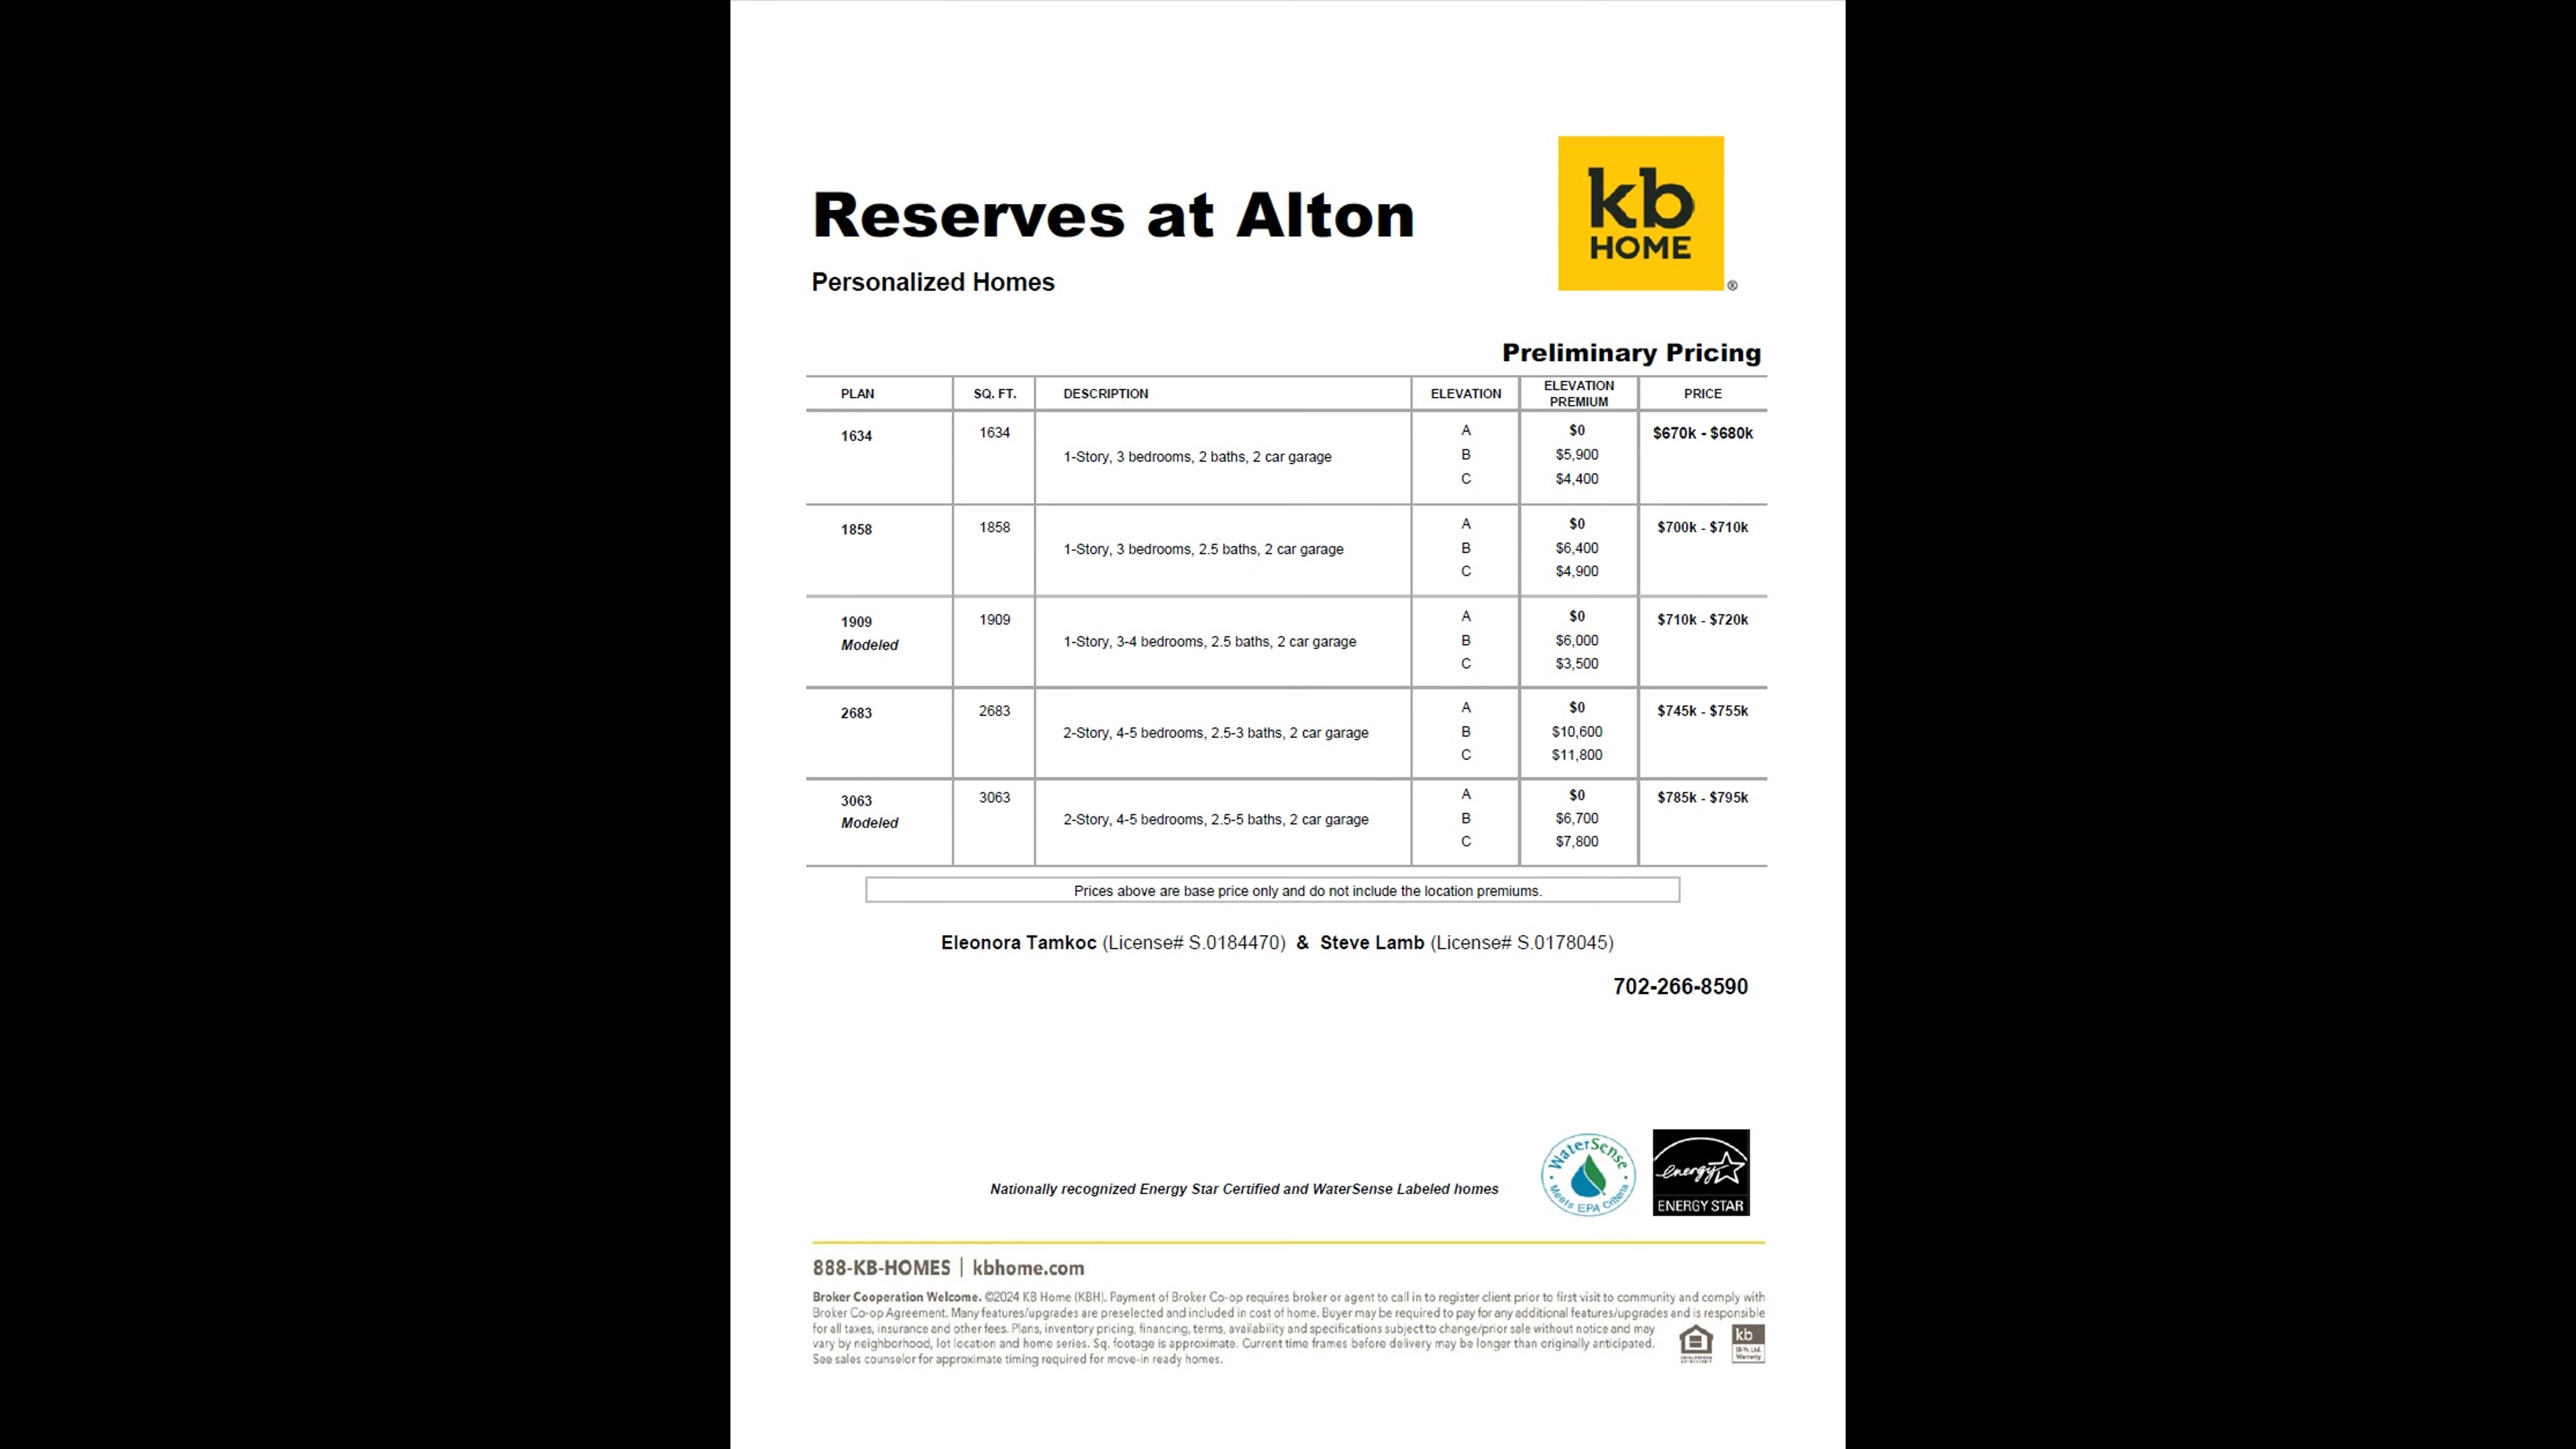 Reserves at Alton
kb
HOME
®
Personalized Homes
Preliminary Pricing
PLAN SQ. FT. DESCRIPTION ELEVATION ELEVATION PREMIUM PRICE
1634 1634 1-Story, 3 bedrooms, 2 baths, 2 car garage A $0 $670k - $680k
B $5,900
C $4,400
1858 1858 1-Story, 3 bedrooms, 2.5 baths, 2 car garage A $0 $700k - $710k
B $6,400
C $4,900
1909 1909 1-Story, 3-4 bedrooms, 2.5 baths, 2 car garage A $0 $710k - $720k
Modeled B $6,000
C $3,500
2683 2683 2-Story, 4-5 bedrooms, 2.5-3 baths, 2 car garage A $0 $745k - $755k
B $10,600
C $11,800
3063 3063 2-Story, 4-5 bedrooms, 2.5-5 baths, 2 car garage A $0 $785k - $795k
Modeled B $6,700
C $7,800
Prices above are base price only and do not include the location premiums.
Eleonora Tamkoc (License# S.0184470) & Steve Lamb (License# S.0178045)
702-266-8590
Nationally recognized Energy Star Certified and WaterSense Labeled homes
WaterSense
Meets EPA Criteria
energy
ENERGY STAR
888-KB-HOMES | kbhome.com
Broker Cooperation Welcome. ©2024 KB Home (KBH). Payment of Broker Co-op requires broker or agent to call in to register client prior to first visit to community and comply with
Broker Co-op Agreement. Many features/upgrades are preselected and included in cost of home. Buyer may be required to pay for any additional features/upgrades and is responsible
for all taxes, insurance and other fees. Plans, inventory pricing, financing, terms, availability and specifications subject to change/prior sale without notice and may
vary by neighborhood, lot location and home series. Sq. footage is approximate. Current time frames before delivery may be longer than originally anticipated.
See sales counselor for approximate timing required for move-in ready homes.
kb
10-Yr. Ltd.
Warranty